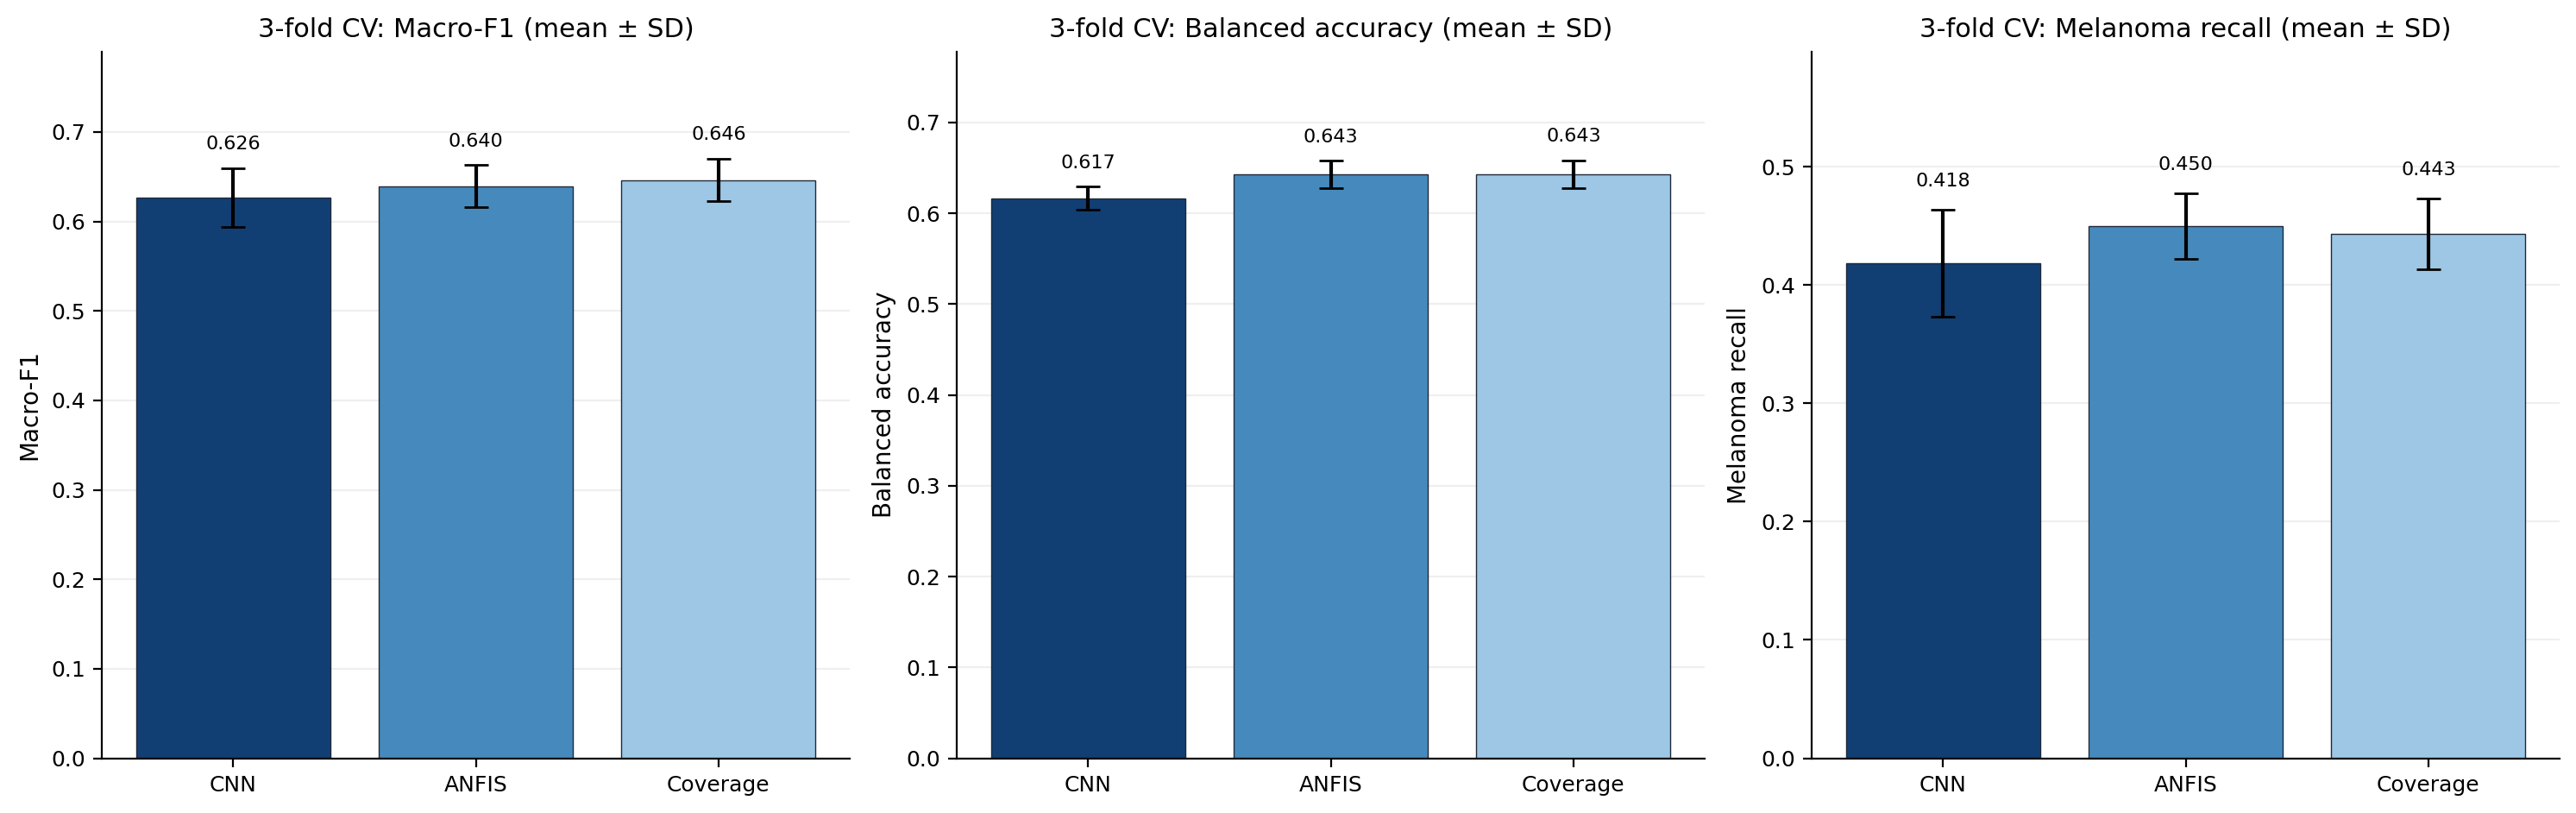 3-fold CV: Macro-F1 (mean ± SD)
Macro-F1
0.7
0.6
0.5
0.4
0.3
0.2
0.1
0.0
0.626
0.640
0.646
CNN
ANFIS
Coverage
3-fold CV: Balanced accuracy (mean ± SD)
Balanced accuracy
0.7
0.6
0.5
0.4
0.3
0.2
0.1
0.0
0.617
0.643
0.643
CNN
ANFIS
Coverage
3-fold CV: Melanoma recall (mean ± SD)
Melanoma recall
0.5
0.4
0.3
0.2
0.1
0.0
0.418
0.450
0.443
CNN
ANFIS
Coverage